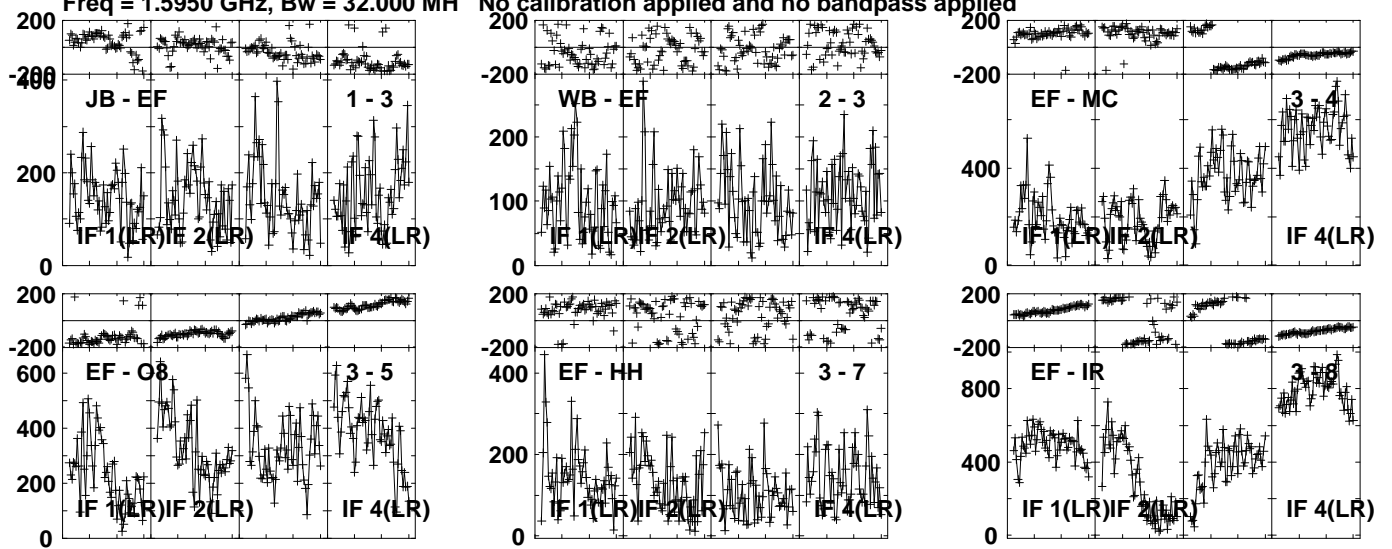 Freq = 1.5950 GHz, Bw = 32.000 MH No calibration applied and no bandpass applied
200
-200
400
JB - EF
1 - 3
200
0
IF 1(LR)
IF 2(LR)
IF 4(LR)
200
-200
WB - EF
2 - 3
200
100
0
IF 1(LR)
IF 2(LR)
IF 4(LR)
200
-200
EF - MC
3 - 4
400
0
IF 1(LR)
IF 2(LR)
IF 4(LR)
200
-200
600
EF - O8
3 - 5
400
200
0
IF 1(LR)
IF 2(LR)
IF 4(LR)
200
-200
400
EF - HH
3 - 7
200
0
IF 1(LR)
IF 2(LR)
IF 4(LR)
200
-200
800
EF - IR
3 - 8
400
0
IF 1(LR)
IF 2(LR)
IF 4(LR)